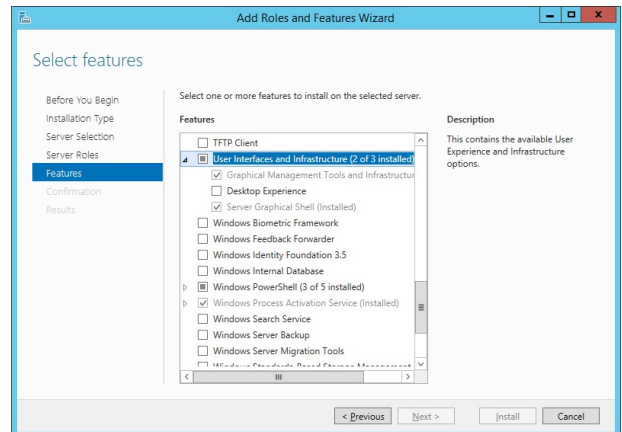 Add Roles and Features Wizard
Select features
Before You Begin
Installation Type
Server Selection
Server Roles
Features
Confirmation
Results
Select one or more features to install on the selected server.
Features
TFTP Client
User Interfaces and Infrastructure (2 of 3 installed)
Graphical Management Tools and Infrastructur
Desktop Experience
Server Graphical Shell (Installed)
Windows Biometric Framework
Windows Feedback Forwarder
Windows Identity Foundation 3.5
Windows Internal Database
Windows PowerShell (3 of 5 installed)
Windows Process Activation Service (Installed)
Windows Search Service
Windows Server Backup
Windows Server Migration Tools
Windows Standards-Based Storage Management
Description
This contains the available User
Experience and Infrastructure
options.
< Previous
Next >
Install
Cancel